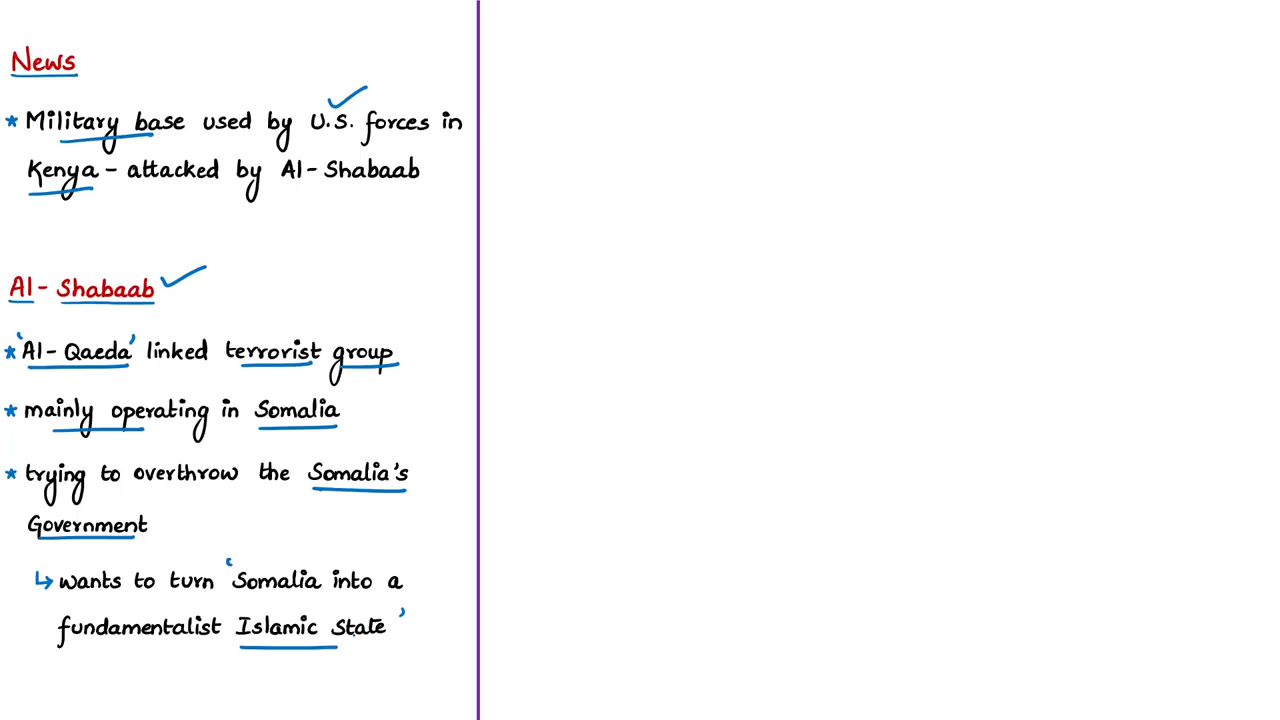 News
* Military base used by U.S. forces in
Kenya - attacked by Al-Shabaab
Al-Shabaab
* 'Al-Qaeda' linked terrorist group
* mainly operating in Somalia
* trying to overthrow the Somalia's
Government
↳ wants to turn 'Somalia into a
fundamentalist Islamic State'